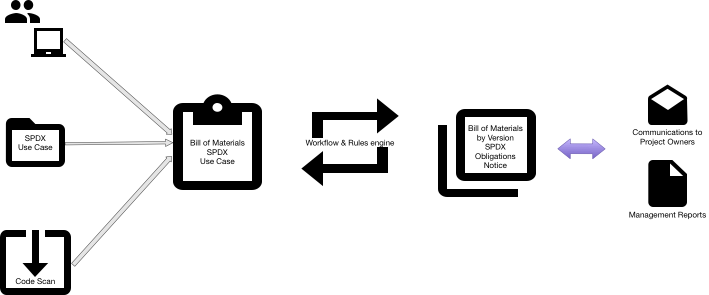 SPDX
Use Case
Code Scan
Bill of Materials
SPDX
Use Case
Workflow & Rules engine
Bill of Materials
by Version
SPDX
Obligations
Notice
Communications to
Project Owners
Management Reports